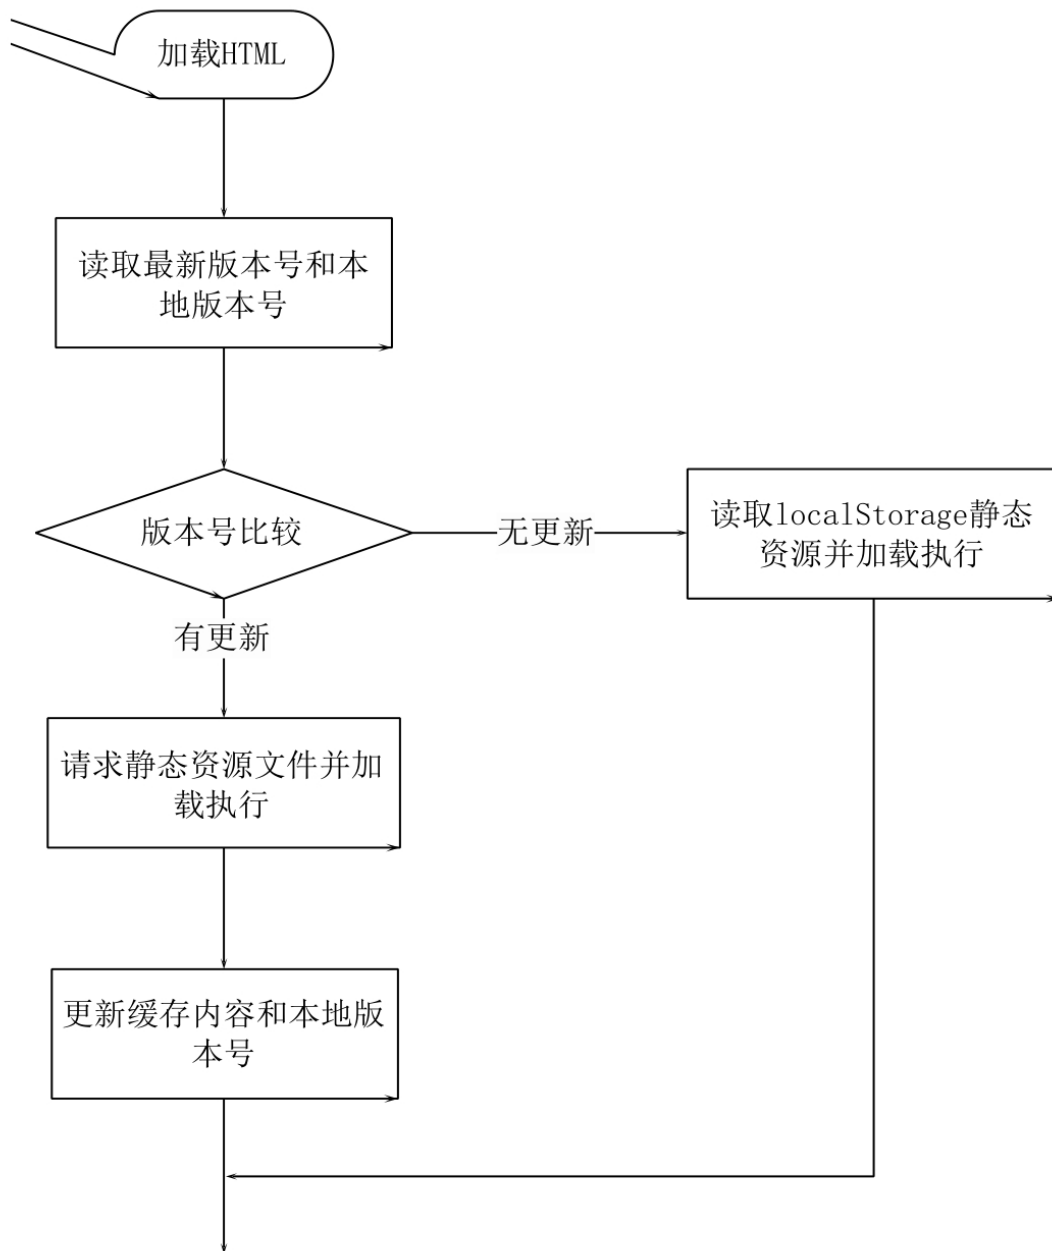 加载HTML
读取最新版本号和本
地版本号
版本号比较
无更新
读取localStorage静态
资源并加载执行
有更新
请求静态资源文件并加
载执行
更新缓存内容和本地版
本号